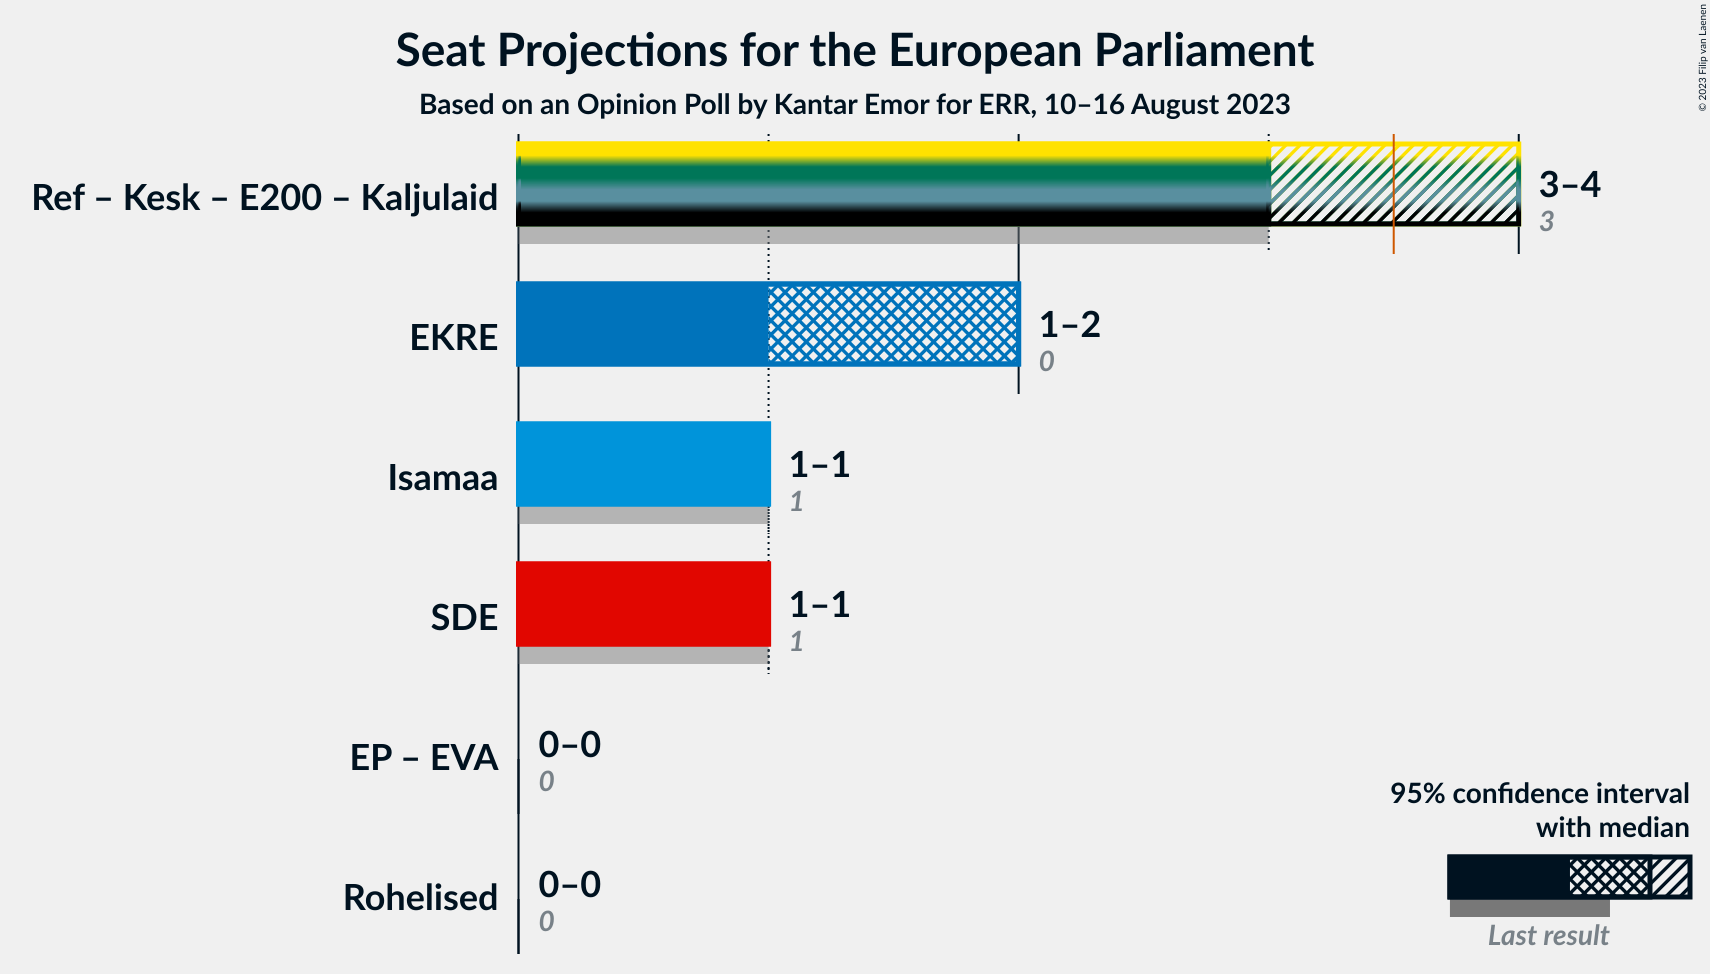 Seat Projections for the European Parliament
Based on an Opinion Poll by Kantar Emor for ERR, 10–16 August 2023
© 2023 Filip van Laenen
Ref – Kesk – E200 – Kaljulaid
3–4
3
EKRE
1–2
0
Isamaa
1–1
1
SDE
1–1
1
EP – EVA
0–0
0
Rohelised
0–0
0
95% confidence interval
with median
Last result